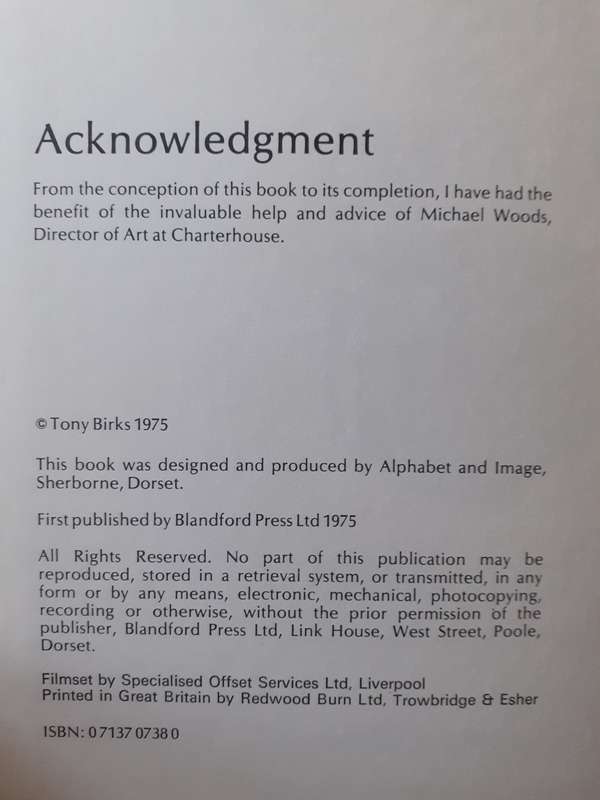 Acknowledgment
From the conception of this book to its completion, I have had the
benefit of the invaluable help and advice of Michael Woods,
Director of Art at Charterhouse.
© Tony Birks 1975
This book was designed and produced by Alphabet and Image,
Sherborne, Dorset.
First published by Blandford Press Ltd 1975
All Rights Reserved. No part of this publication may be
reproduced, stored in a retrieval system, or transmitted, in any
form or by any means, electronic, mechanical, photocopying,
recording or otherwise, without the prior permission of the
publisher, Blandford Press Ltd, Link House, West Street, Poole,
Dorset.
Filmset by Specialised Offset Services Ltd, Liverpool
Printed in Great Britain by Redwood Burn Ltd, Trowbridge & Esher
ISBN: 0 7137 0738 0